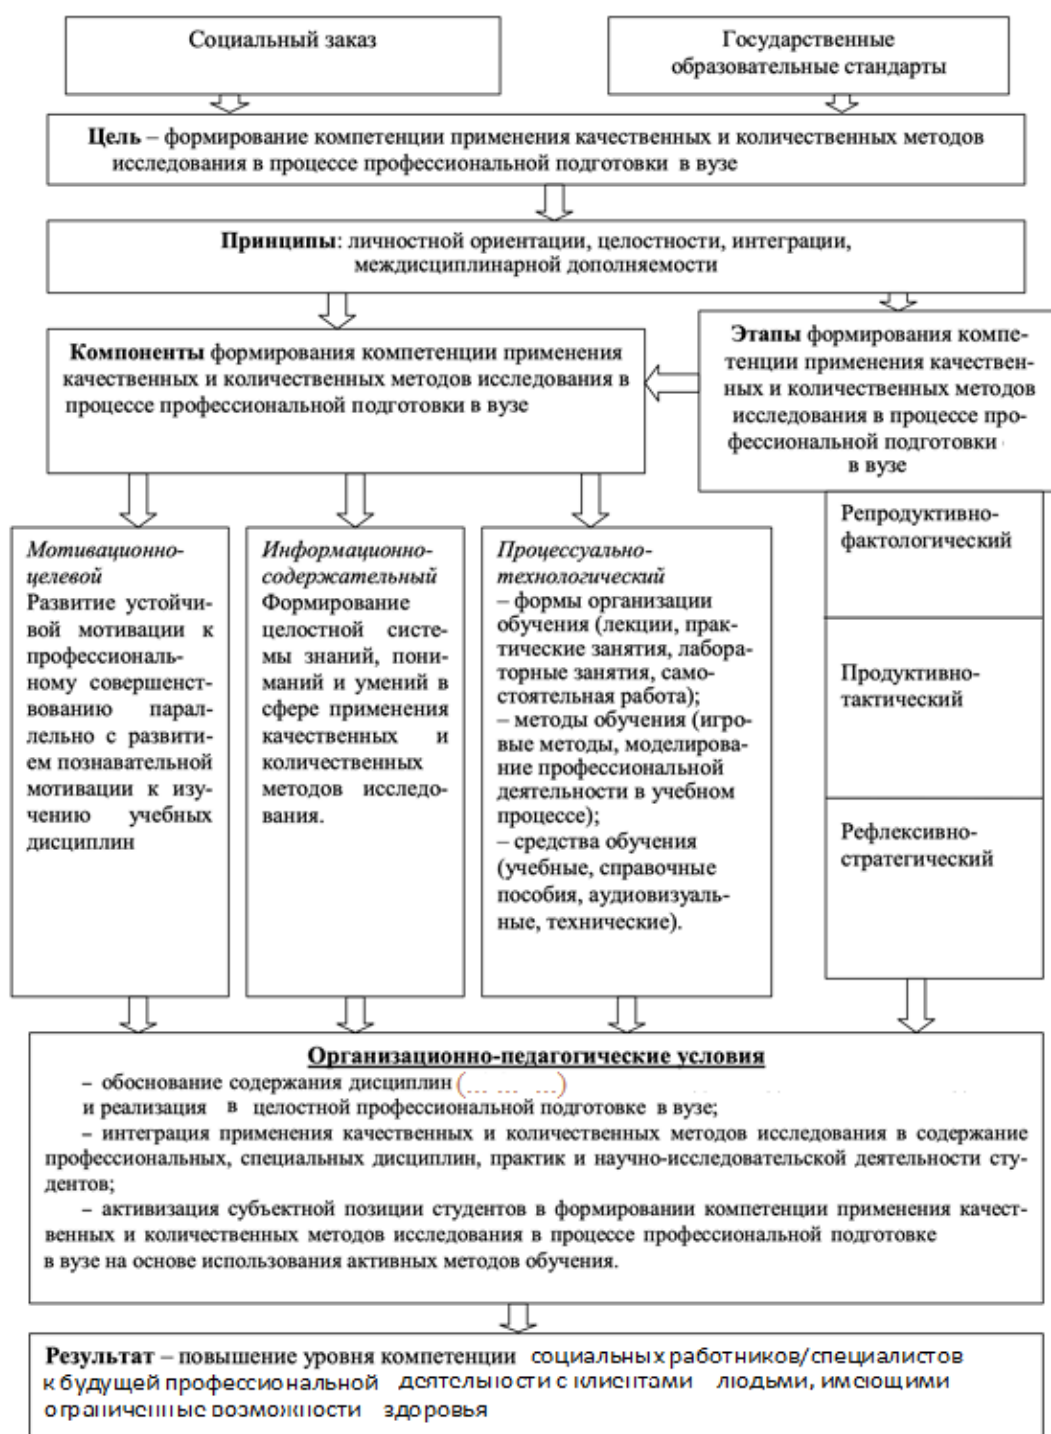 Социальный заказ
Государственные
образовательные стандарты
Цель – формирование компетенции применения качественных и количественных методов
исследования в процессе профессиональной подготовки в вузе
Принципы: личностной ориентации, целостности, интеграции,
междисциплинарной дополняемости
Компоненты формирования компетенции применения
качественных и количественных методов исследования в
процессе профессиональной подготовки в вузе
Этапы формирования компе-
тенции применения качествен-
ных и количественных методов
исследования в процессе про-
фессиональной подготовки
в вузе
Мотивационно-
целевой
Развитие устойчи-
вой мотивации к
профессиональ-
ному совершенст-
вованию парал-
лельно с развити-
ем познавательной
мотивации к изу-
чению учебных
дисциплин
Информационно-
содержательный
Формирование
целостной систе-
мы знаний, пони-
маний и умений в
сфере применения
качественных и
количественных
методов исследо-
вания.
Процессуально-
технологический
– формы организации
обучения (лекции, прак-
тические занятия, лабора-
торные занятия, само-
стоятельная работа);
– методы обучения (игро-
вые методы, моделирова-
ние профессиональной
деятельности в учебном
процессе);
– средства обучения
(учебные, справочные
пособия, аудиовизуаль-
ные, технические).
Репродуктивно-
фактологический
Продуктивно-
тактический
Рефлексивно-
стратегический
Организационно-педагогические условия
– обоснование содержания дисциплин (... ... ...)
и реализация в целостной профессиональной подготовке в вузе;
– интеграция применения качественных и количественных методов исследования в содержание
профессиональных, специальных дисциплин, практик и научно-исследовательской деятельности сту-
дентов;
– активизация субъектной позиции студентов в формировании компетенции применения качест-
венных и количественных методов исследования в процессе профессиональной подготовке
в вузе на основе использования активных методов обучения.
Результат – повышение уровня компетенции социальных работников/специалистов
к будущей профессиональной деятельности с клиентами людьми, имеющими
ограниченные возможности здоровья